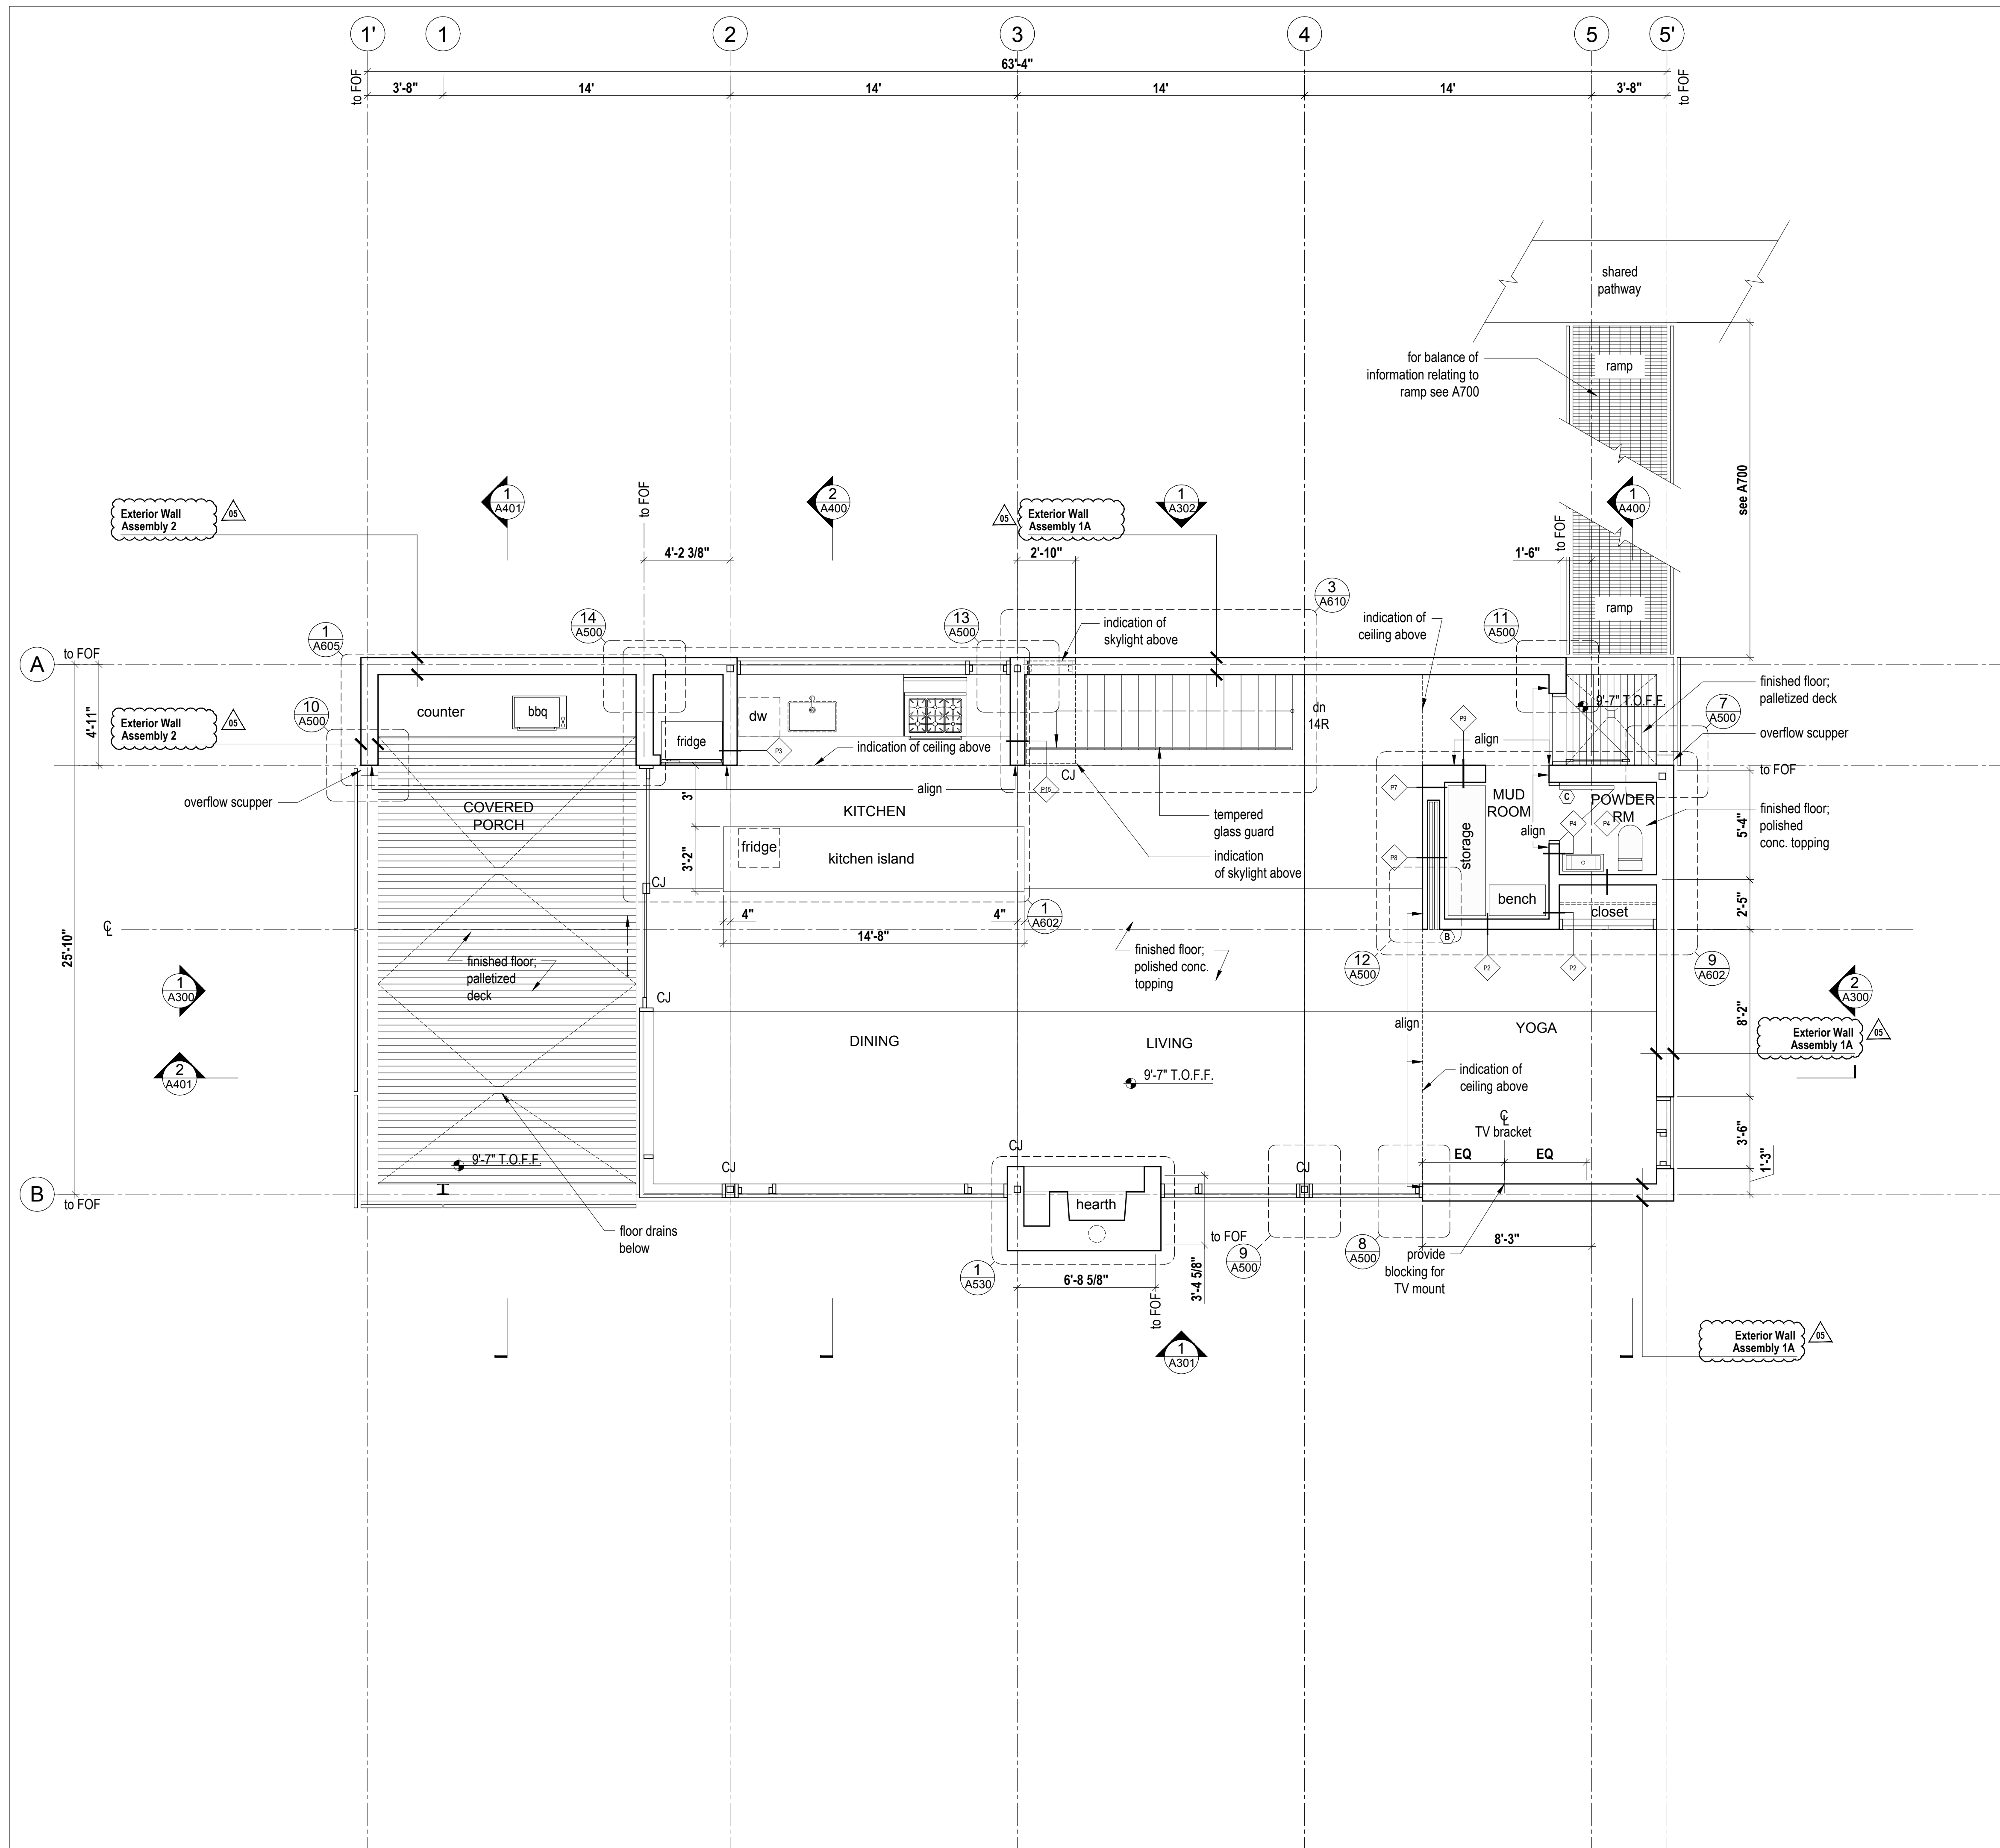 1'
1
2
3
4
5
5'
63'-4"
to FOF
3'-8"
14'
14'
14'
14'
3'-8"
to FOF
shared
pathway
for balance of
information relating to
ramp see A700
ramp
see A700
Exterior Wall
Assembly 2
05
1
A401
to FOF
2
A400
05
Exterior Wall
Assembly 1A
1
A302
1
A400
to FOF
4'-2 3/8"
2'-10"
1'-6"
ramp
3
A610
1
A605
14
A500
13
A500
indication of
skylight above
indication of
ceiling above
11
A500
A
to FOF
4'-11"
10
A500
Exterior Wall
Assembly 2
05
counter
bbq
fridge
P3
dw
indication of ceiling above
dn
14R
P9
align
9'-7" T.O.F.F.
finished floor;
palletized deck
7
A500
overflow scupper
to FOF
overflow scupper
COVERED
PORCH
3'
align
KITCHEN
CJ
P15
P7
MUD
ROOM
C
POWDER
RM
finished floor;
polished
conc. topping
5'-4"
tempered
glass guard
align
P4
P4
fridge
kitchen island
3'-2"
indication
of skylight above
P8
storage
CJ
bench
closet
2'-5"
4"
4"
14'-8"
1
A602
B
25'-10"
CL
finished floor;
palletized
deck
finished floor;
polished conc.
topping
12
A500
P2
P2
9
A602
1
A300
2
A300
CJ
8'-2"
Exterior Wall
Assembly 1A
05
align
YOGA
DINING
LIVING
2
A401
9'-7" T.O.F.F.
indication of
ceiling above
CL
TV bracket
3'-6"
1'-3"
EQ
EQ
9'-7" T.O.F.F.
CJ
CJ
CJ
B
to FOF
hearth
floor drains
below
to FOF
9
A500
8
A500
8'-3"
provide
blocking for
TV mount
1
A530
6'-8 5/8"
3'-4 5/8"
to FOF
1
A301
Exterior Wall
Assembly 1A
05